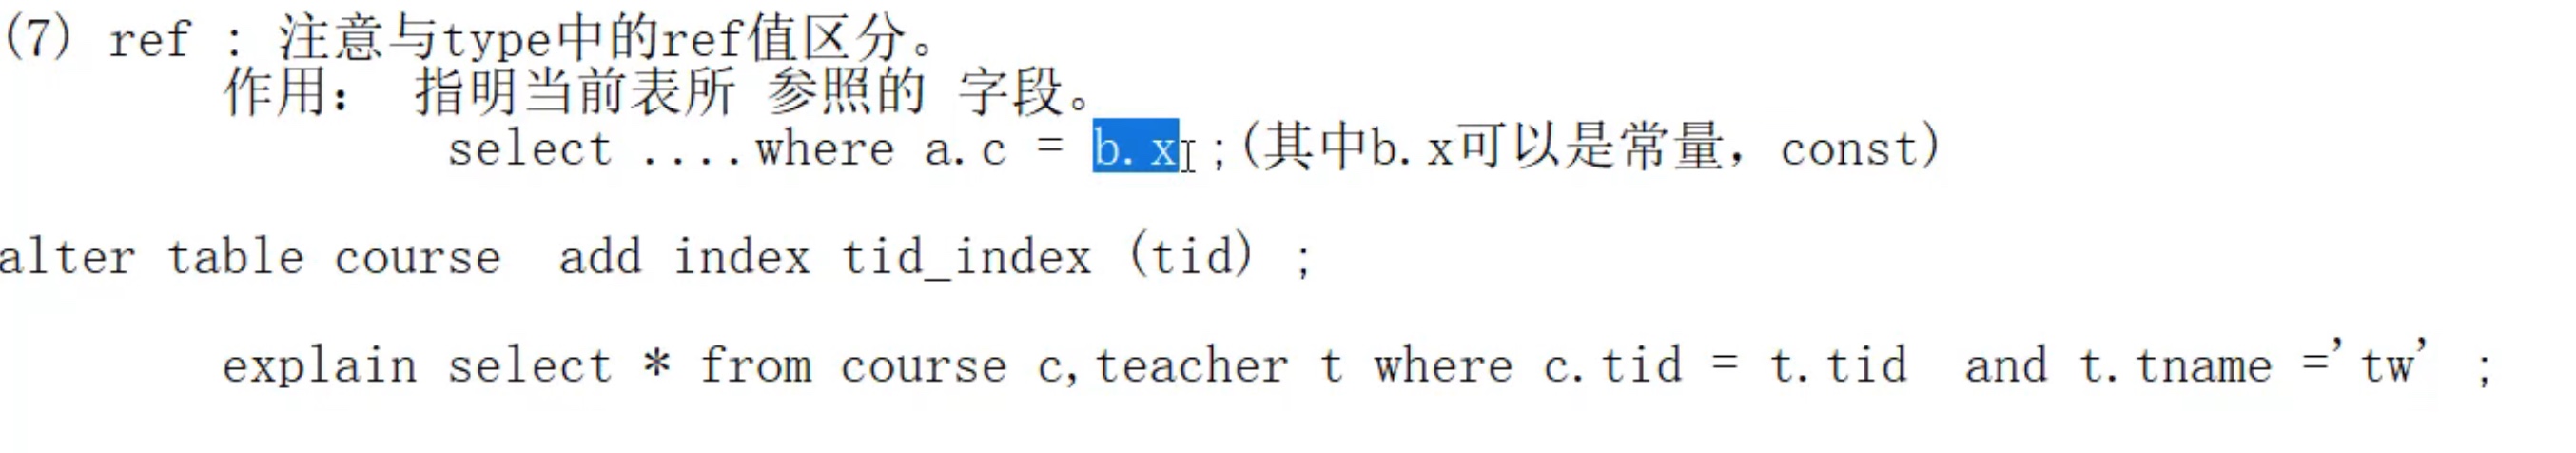 (7) ref : 注意与type中的ref值区分。
作用： 指明当前表所 参照的 字段。
select ....where a.c = b.x ;(其中b.x可以是常量，const)
alter table course  add index tid_index (tid) ;
explain select * from course c,teacher t where c.tid = t.tid  and t.tname ='tw' ;